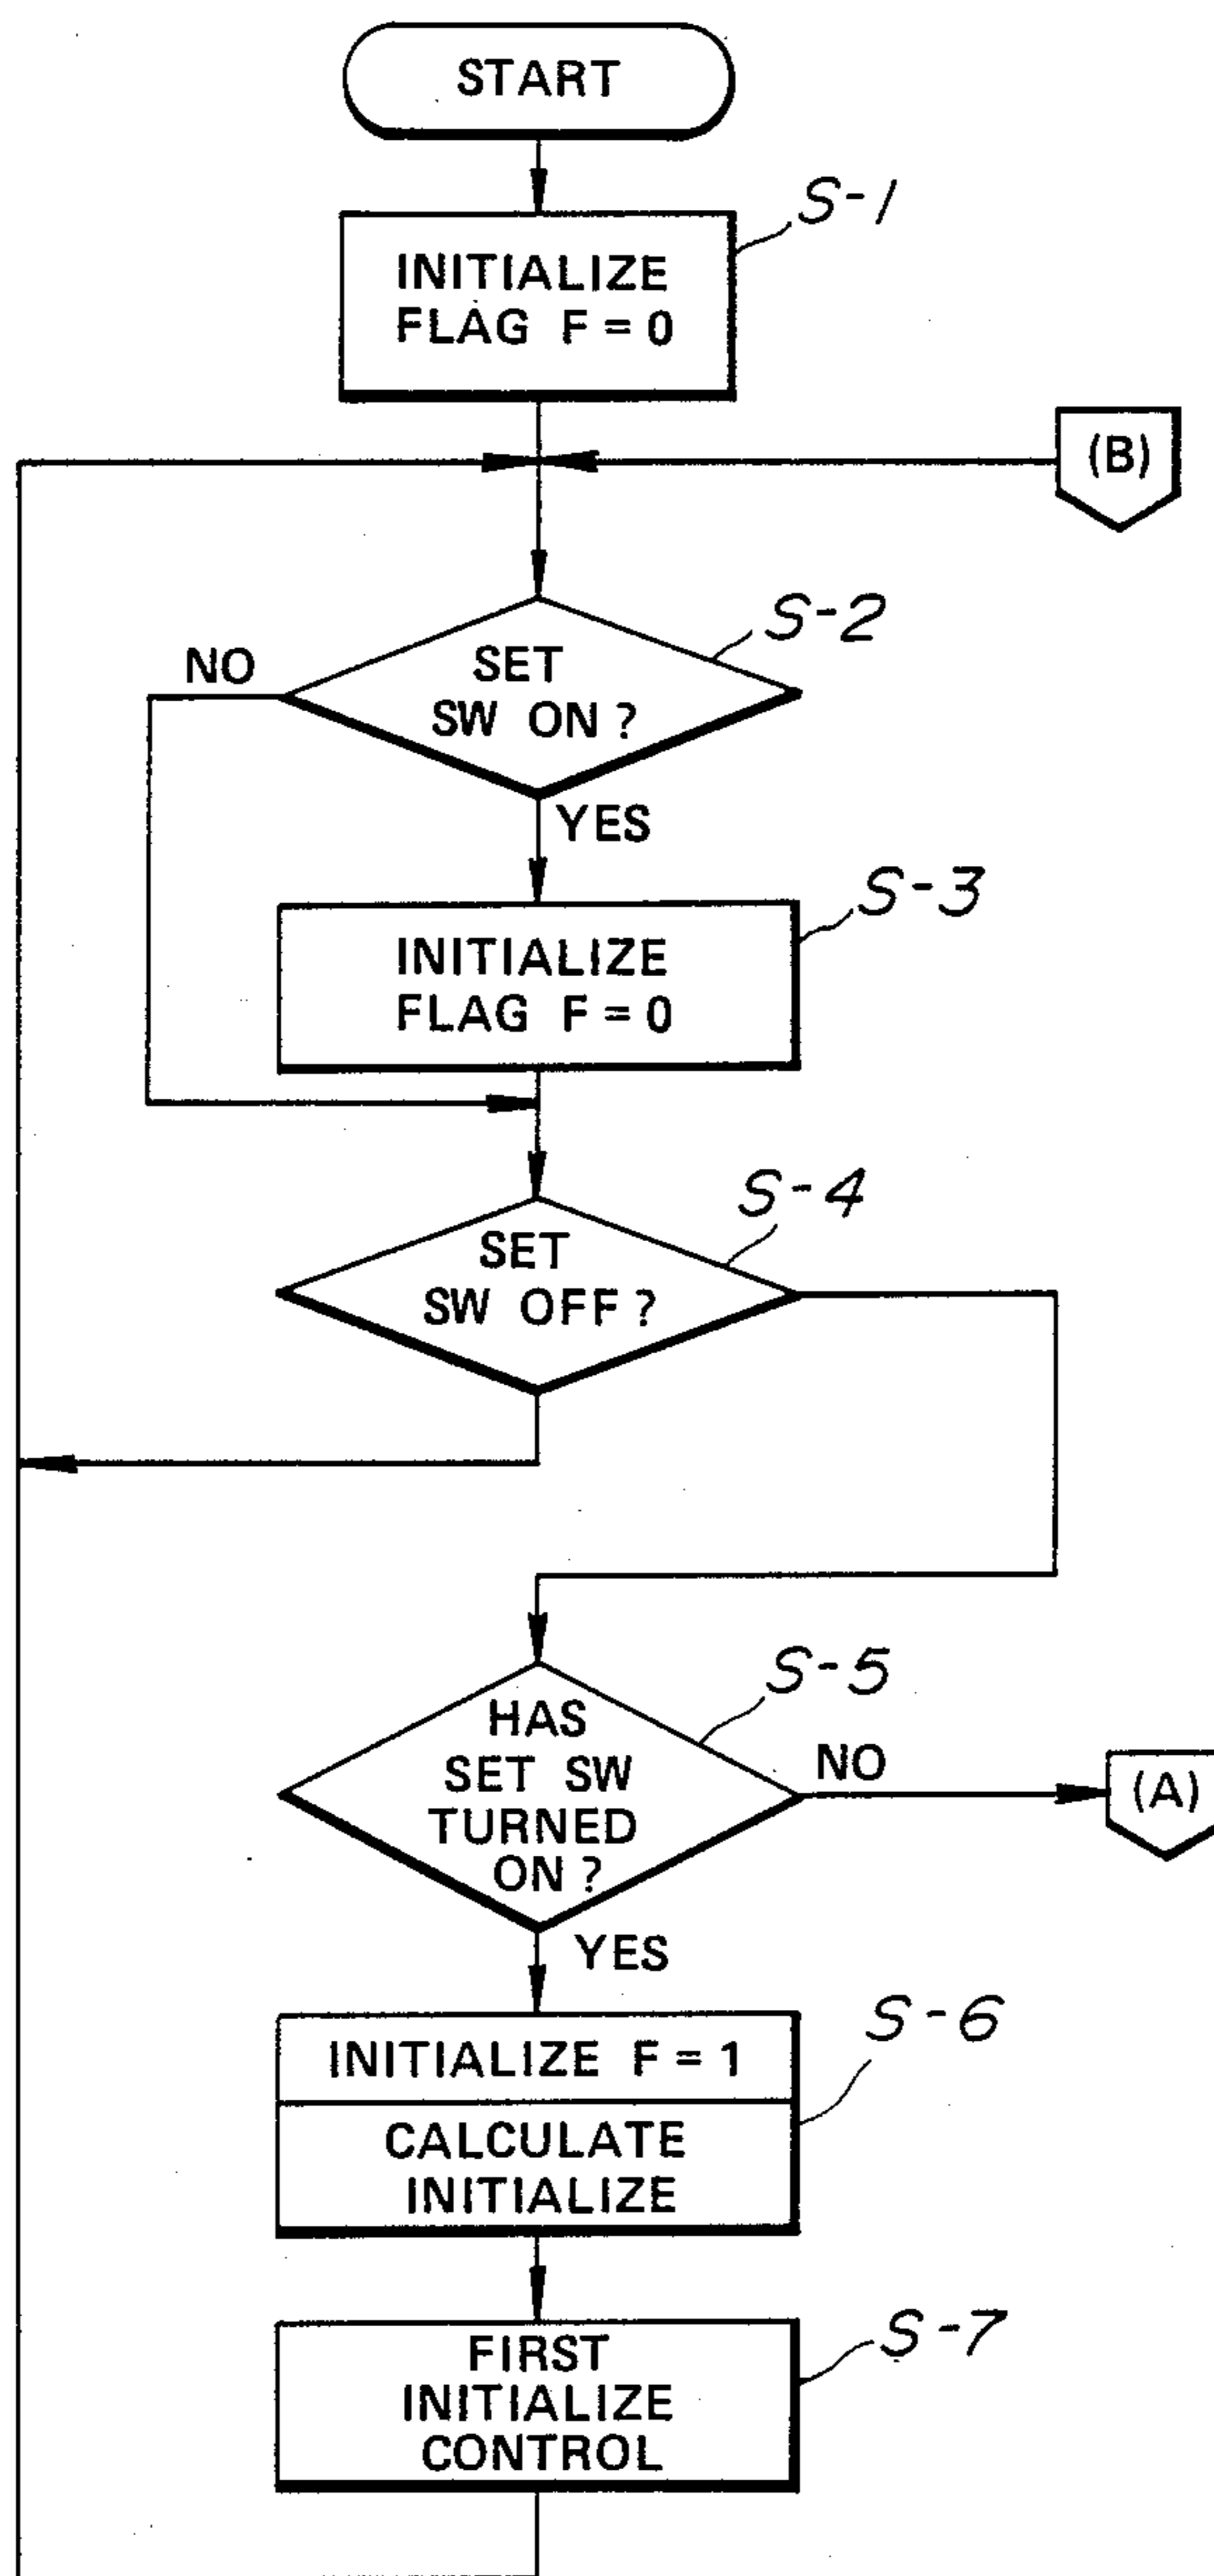 START
S-1
INITIALIZE
FLAG F = 0
(B)
S-2
NO
SET
SW ON ?
YES
S-3
INITIALIZE
FLAG F = 0
S-4
SET
SW OFF ?
S-5
HAS
SET SW
TURNED
ON ?
NO
(A)
YES
S-6
INITIALIZE F = 1
CALCULATE
INITIALIZE
S-7
FIRST
INITIALIZE
CONTROL